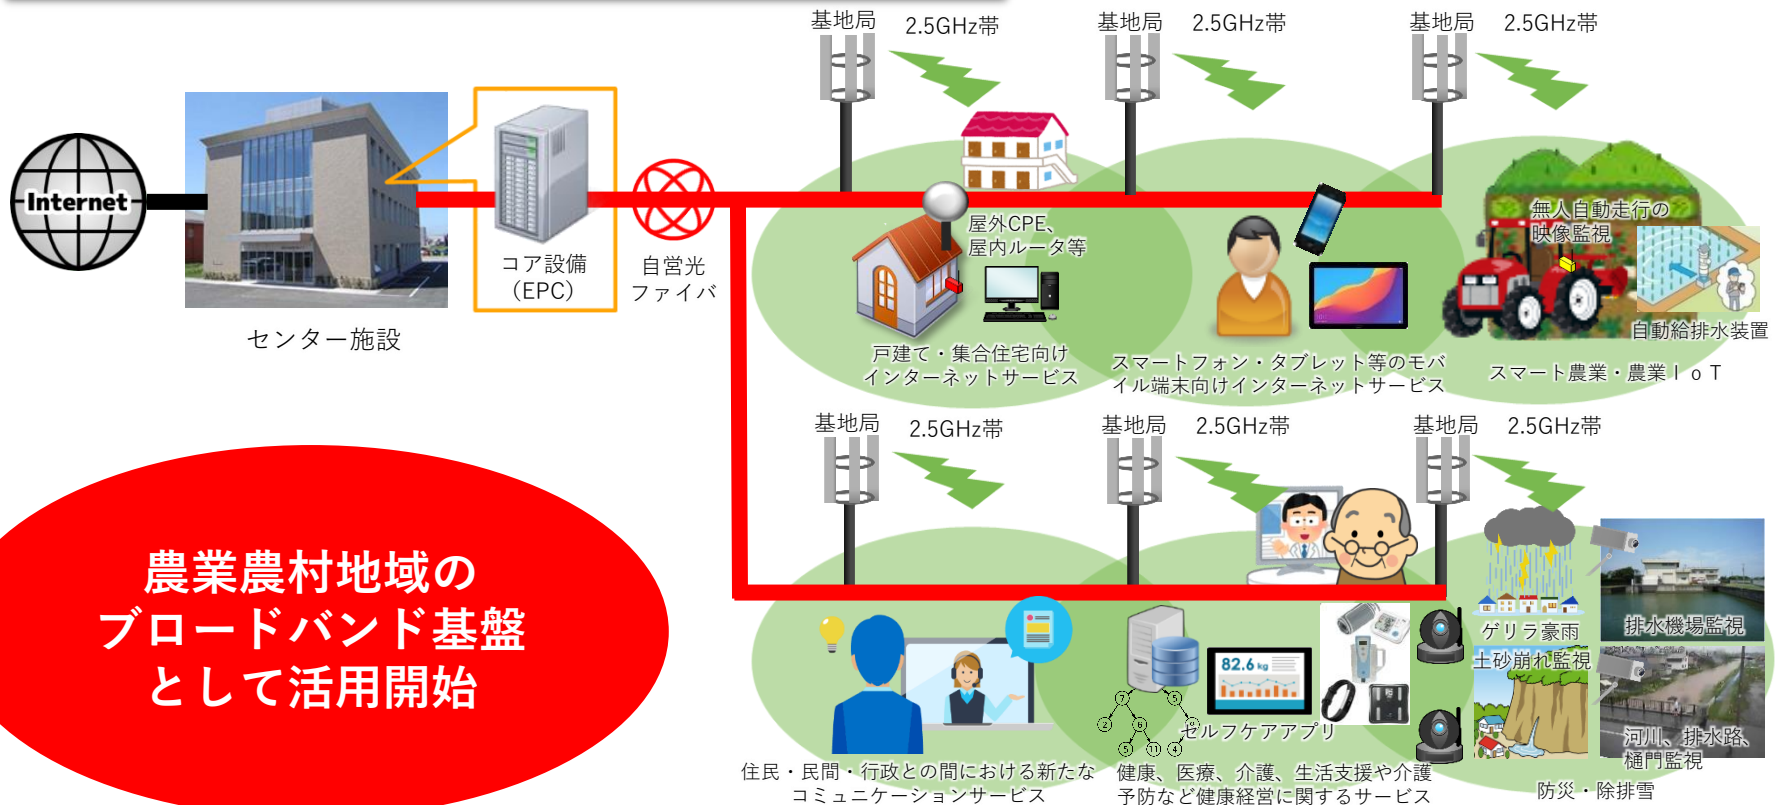 基地局
2.5GHz帯
基地局
2.5GHz帯
基地局
2.5GHz帯
Internet
センター施設
コア設備
（EPC）
自営光
ファイバ
屋外CPE、
屋内ルータ等
戸建て・集合住宅向け
インターネットサービス
スマートフォン・タブレット等のモバ
イル端末向けインターネットサービス
無人自動走行の
映像監視
自動給排水装置
スマート農業・農業ＩｏＴ
基地局
2.5GHz帯
基地局
2.5GHz帯
基地局
2.5GHz帯
農業農村地域の
ブロードバンド基盤
として活用開始
住民・民間・行政との間における新たな
コミュニケーションサービス
82.6 kg
7
2
6
5
11
5
4
セルフケアアプリ
健康、医療、介護、生活支援や介護
予防など健康経営に関するサービス
ゲリラ豪雨
排水機場監視
土砂崩れ監視
河川、排水路、
樋門監視
防災・除排雪